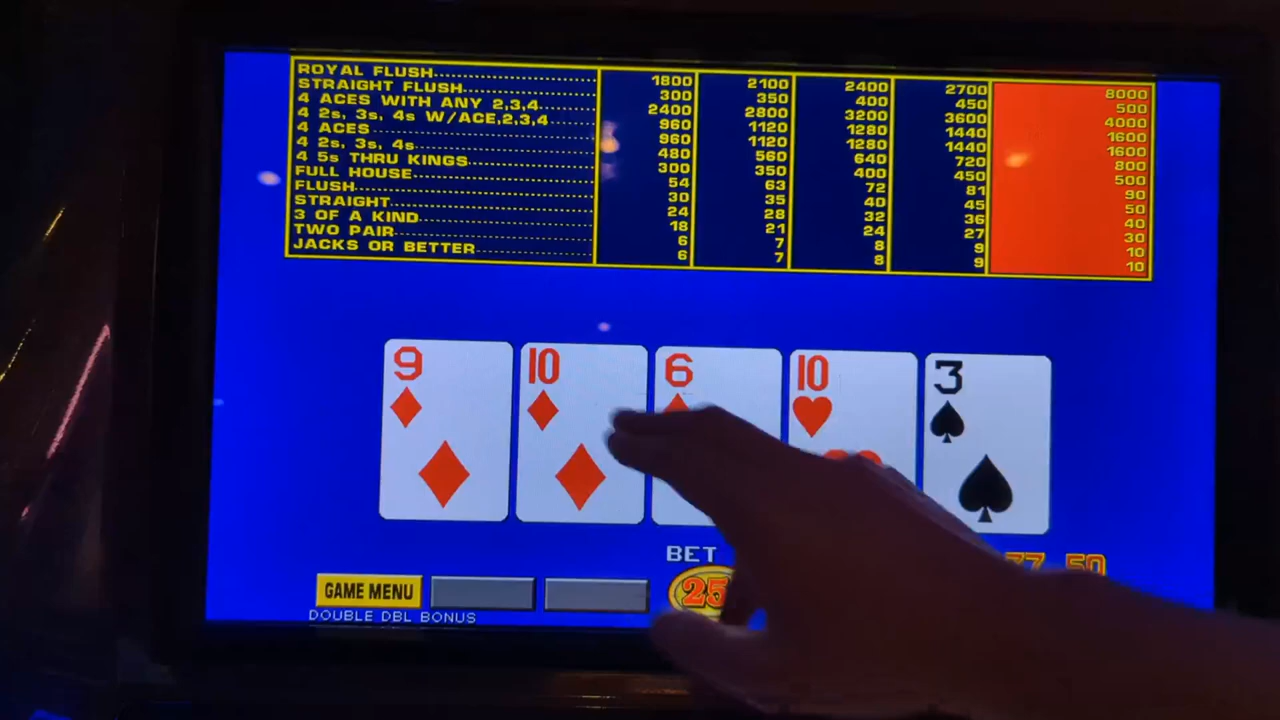 ROYAL FLUSH 1800 2100 2400 2700 8000
STRAIGHT FLUSH 300 350 400 450 500
4 ACES WITH ANY 2,3,4 2400 2800 3200 3600 4000
4 2s, 3s, 4s W/ACE,2,3,4 960 1120 1280 1440 1600
4 ACES 960 1120 1280 1440 1600
4 2s, 3s, 4s 480 560 640 720 800
4 5s THRU KINGS 300 350 400 450 500
FULL HOUSE 54 63 72 81 90
FLUSH 30 35 40 45 50
STRAIGHT 24 28 32 36 40
3 OF A KIND 18 21 24 27 30
TWO PAIR 6 7 8 9 10
JACKS OR BETTER 6 7 8 9 10
9 10 6 10 3
BET
77.50
GAME MENU 25
DOUBLE DBL BONUS